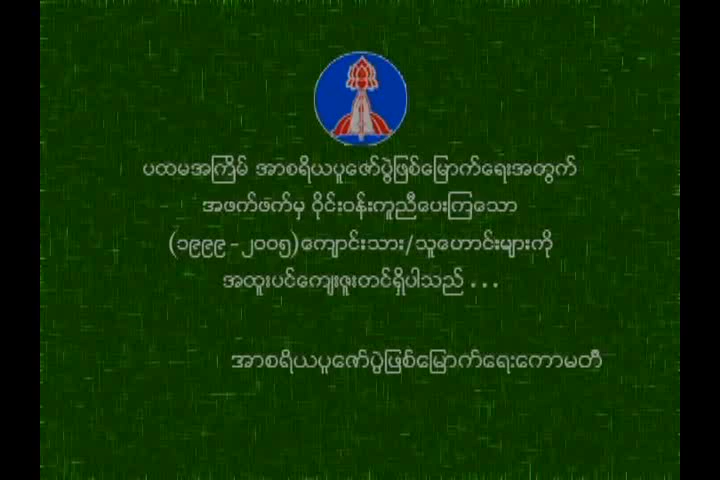 ပထမအကြိမ် အာစရိယပူဇော်ပွဲဖြစ်မြောက်ရေးအတွက်
အဖက်ဖက်မှ ဝိုင်းဝန်းကူညီပေးကြသော
(၁၉၉၉-၂၀၀၅)ကျောင်းသား/သူဟောင်းများကို
အထူးပင်ကျေးဇူးတင်ရှိပါသည် ...
အာစရိယပူဇော်ပွဲဖြစ်မြောက်ရေးကော်မတီ